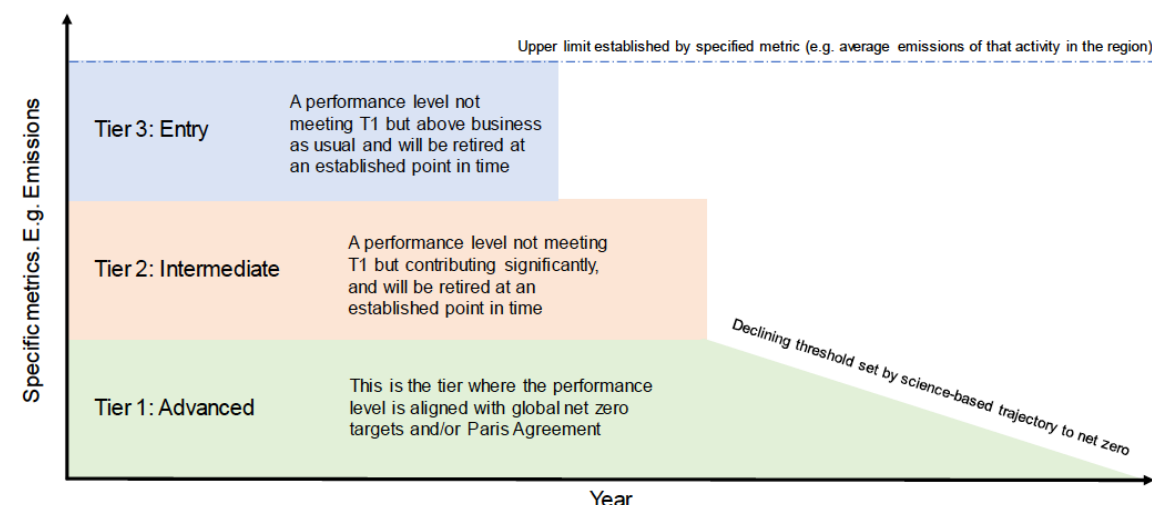 Upper limit established by specified metric (e.g. average emissions of that activity in the region)
Specific metrics. E.g. Emissions
Tier 3: Entry
A performance level not
meeting T1 but above business
as usual and will be retired at
an established point in time
Tier 2: Intermediate
A performance level not meeting
T1 but contributing significantly,
and will be retired at an
established point in time
Declining threshold set by science-based trajectory to net zero
Tier 1: Advanced
This is the tier where the performance
level is aligned with global net zero
targets and/or Paris Agreement
Year